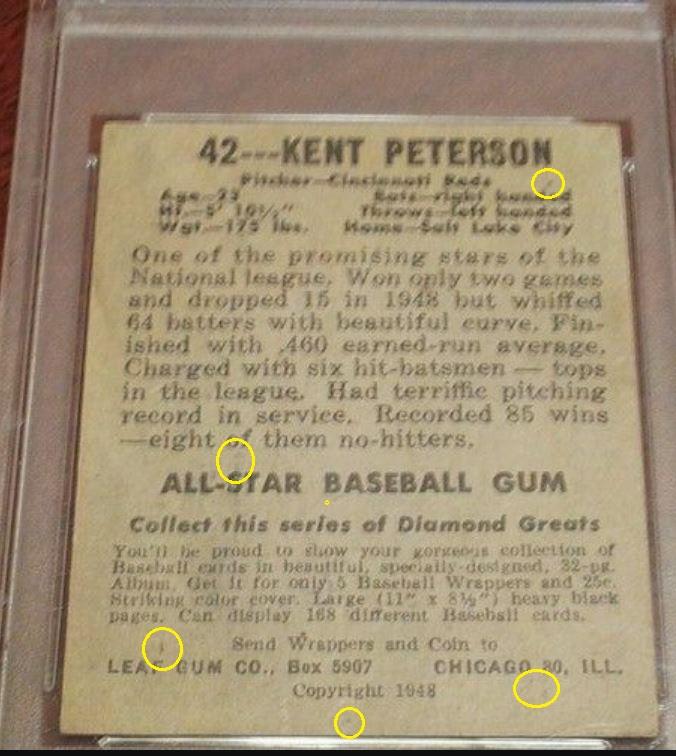 42---KENT PETERSON
Pitcher—Cincinnati Reds
Age—23 Bats—right handed
Ht.—5' 10½" Throws—left handed
Wgt.—175 lbs. Home—Salt Lake City
One of the promising stars of the
National league. Won only two games
and dropped 15 in 1948 but whiffed
64 batters with beautiful curve. Fin-
ished with .460 earned-run average.
Charged with six hit-batsmen — tops
in the league. Had terriffic pitching
record in service. Recorded 85 wins
—eight of them no-hitters.
ALL-STAR BASEBALL GUM
Collect this series of Diamond Greats
You'll be proud to show your gorgeous collection of
Baseball cards in beautiful, specially-designed, 32-pg.
Album. Get it for only 5 Baseball Wrappers and 25c.
Striking color cover. Large (11" x 8½") heavy black
pages. Can display 168 different Baseball cards.
Send Wrappers and Coin to
LEAF GUM CO., Box 5907 CHICAGO 80, ILL.
Copyright 1948